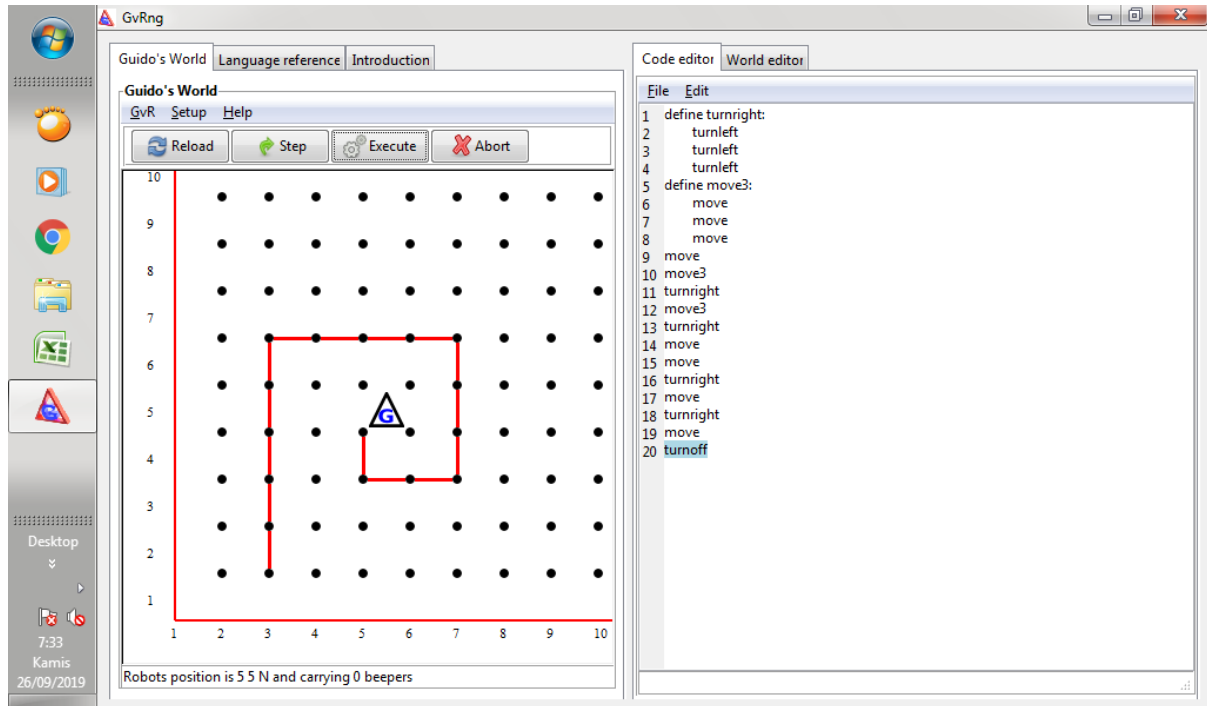 GvRng
Guido's World Language reference Introduction
Guido's World
GvR Setup Help
Reload Step Execute Abort
10
9
8
7
6
5
4
3
2
1
G
1 2 3 4 5 6 7 8 9 10
Robots position is 5 5 N and carrying 0 beepers
Code editor World editor
File Edit
1 define turnright:
2 turnleft
3 turnleft
4 turnleft
5 define move3:
6 move
7 move
8 move
9 move
10 move3
11 turnright
12 move3
13 turnright
14 move
15 move
16 turnright
17 move
18 turnright
19 move
20 turnoff
Desktop
7:33
Kamis
26/09/2019